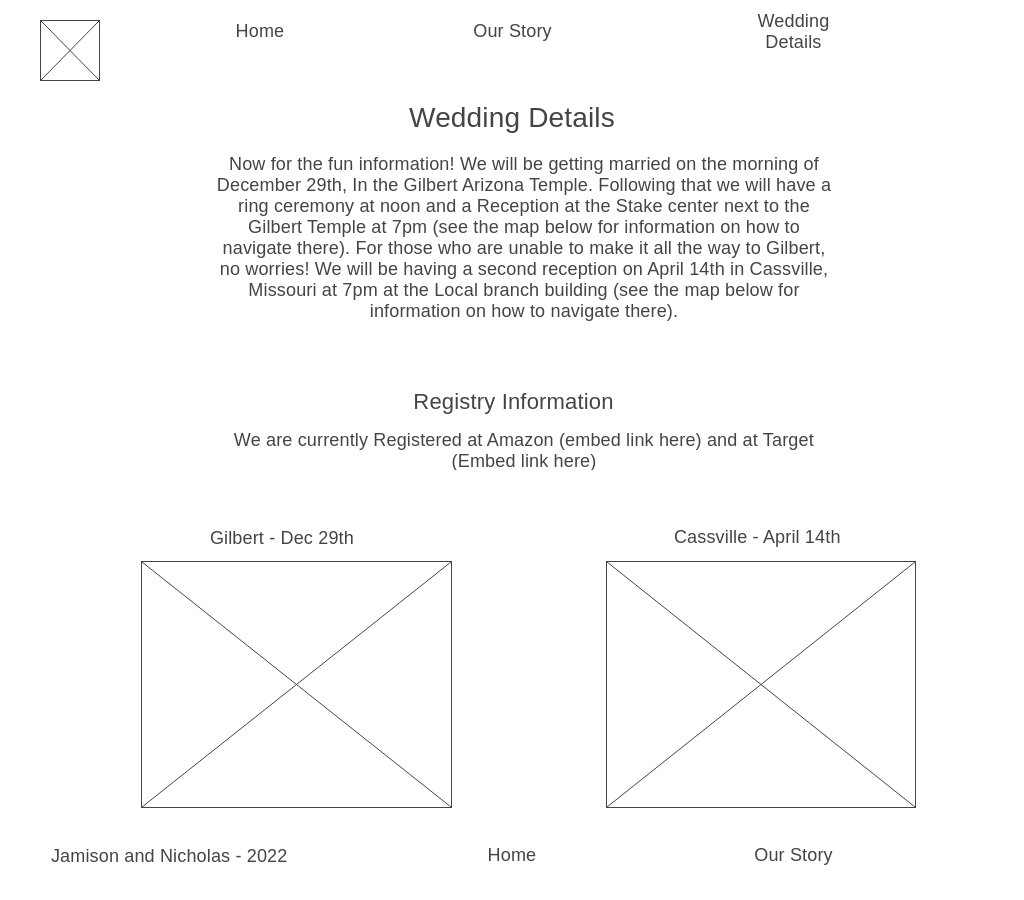 Home
Our Story
Wedding
Details
Wedding Details
Now for the fun information! We will be getting married on the morning of
December 29th, In the Gilbert Arizona Temple. Following that we will have a
ring ceremony at noon and a Reception at the Stake center next to the
Gilbert Temple at 7pm (see the map below for information on how to
navigate there). For those who are unable to make it all the way to Gilbert,
no worries! We will be having a second reception on April 14th in Cassville,
Missouri at 7pm at the Local branch building (see the map below for
information on how to navigate there).
Registry Information
We are currently Registered at Amazon (embed link here) and at Target
(Embed link here)
Gilbert - Dec 29th
Cassville - April 14th
Jamison and Nicholas - 2022
Home
Our Story